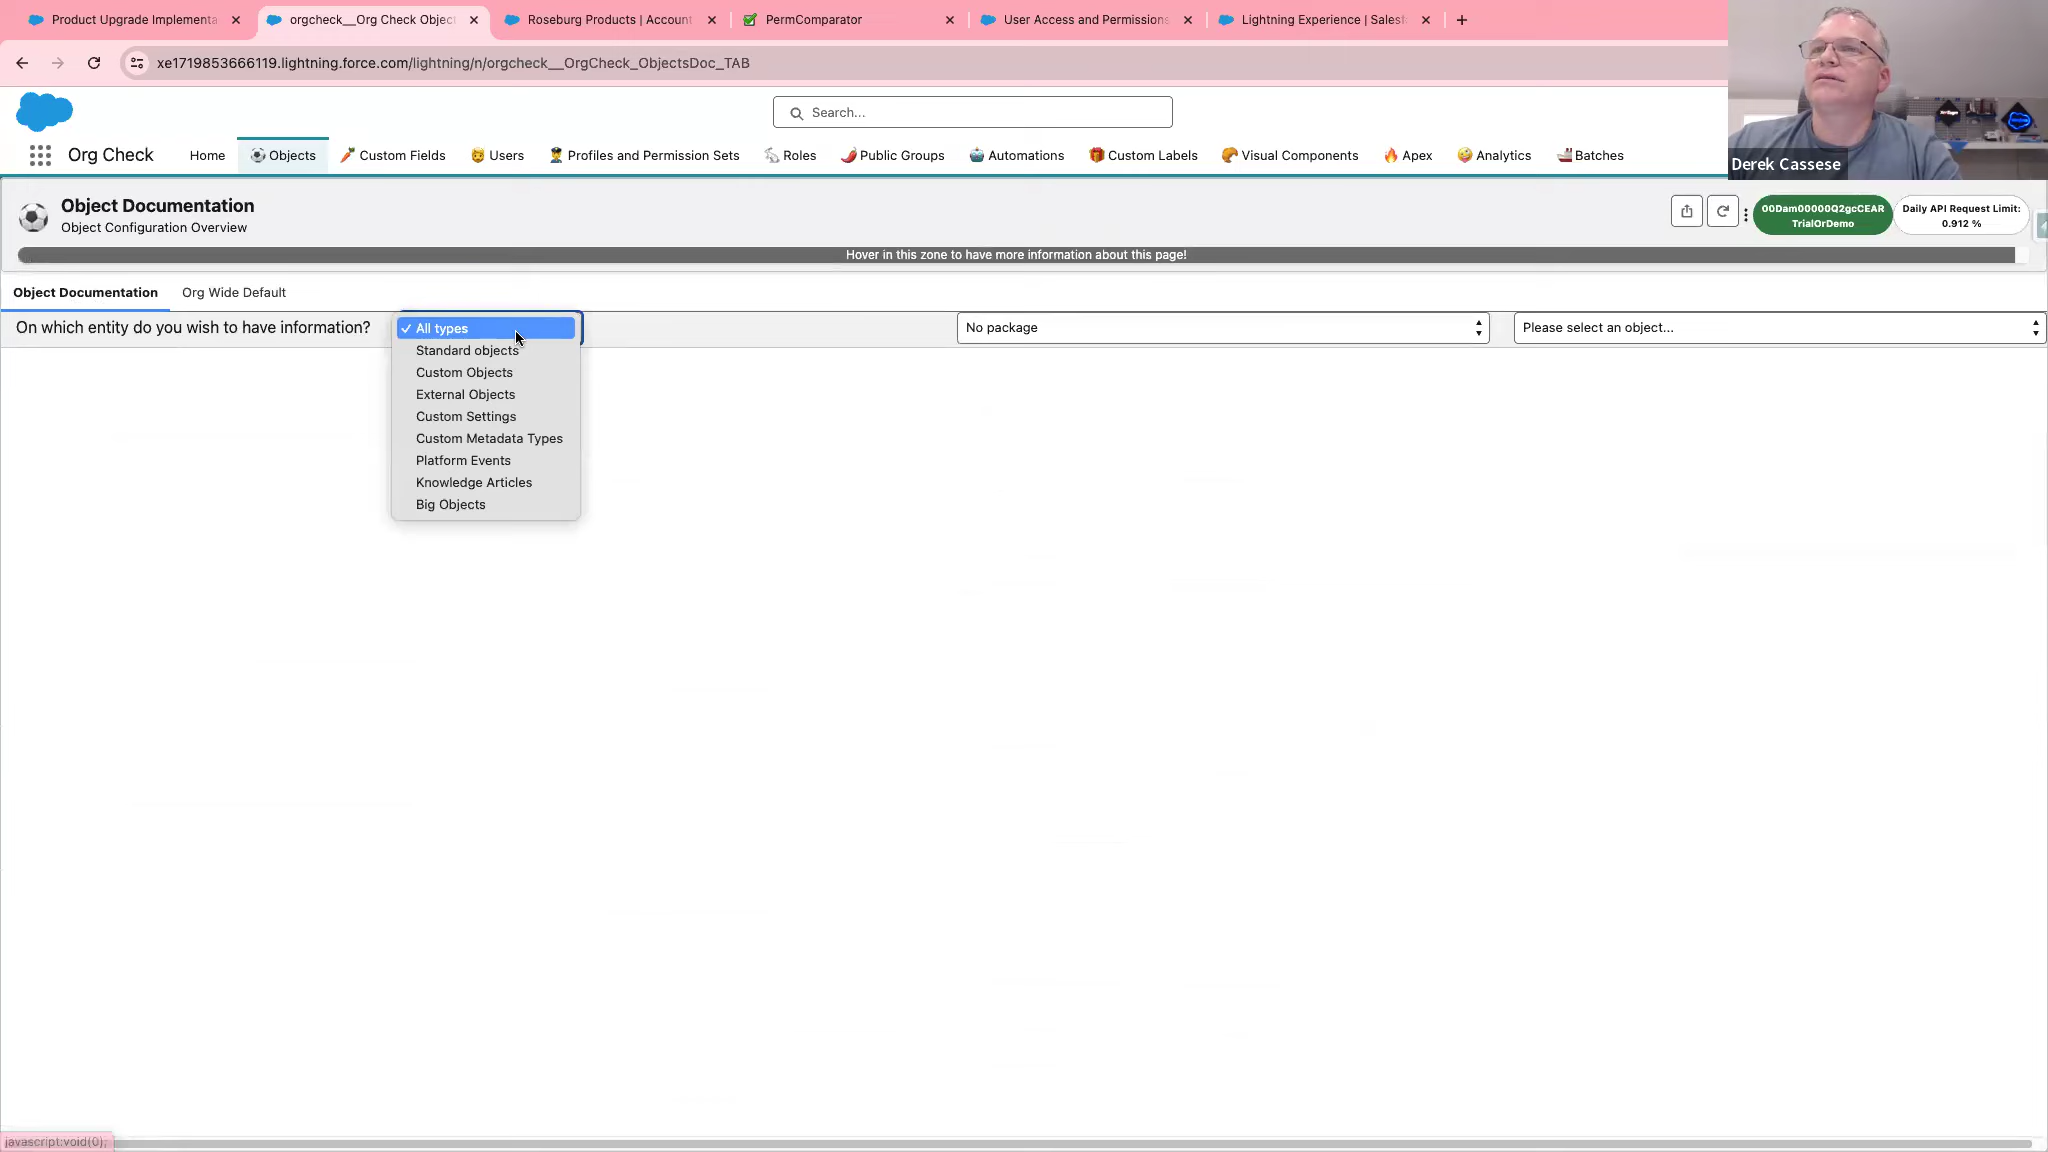 Product Upgrade Implementa
orgcheck__Org Check Object
Roseburg Products | Account
PermComparator
User Access and Permissions
Lightning Experience | Salesf
xe1719853666119.lightning.force.com/lightning/n/orgcheck__OrgCheck_ObjectsDoc_TAB
Search...
Org Check
Home
Objects
Custom Fields
Users
Profiles and Permission Sets
Roles
Public Groups
Automations
Custom Labels
Visual Components
Apex
Analytics
Batches
Derek Cassese
Object Documentation
Object Configuration Overview
00Dam00000Q2gcCEAR
TrialOrDemo
Daily API Request Limit:
0.912 %
Hover in this zone to have more information about this page!
Object Documentation
Org Wide Default
On which entity do you wish to have information?
✓ All types
Standard objects
Custom Objects
External Objects
Custom Settings
Custom Metadata Types
Platform Events
Knowledge Articles
Big Objects
No package
Please select an object...
javascript:void(0);